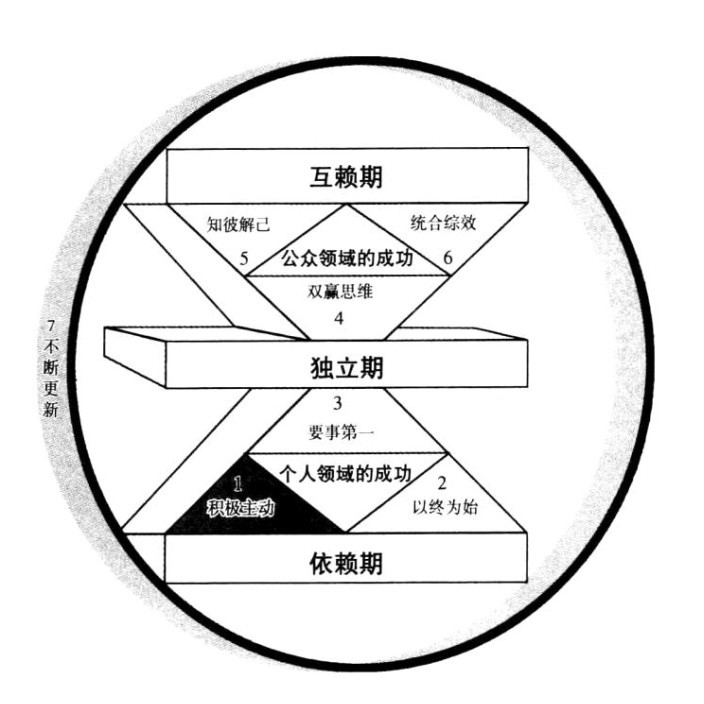 互赖期
知彼解己
统合综效
5
公众领域的成功
6
双赢思维
4
7
不断更新
独立期
3
要事第一
个人领域的成功
1
积极主动
2
以终为始
依赖期